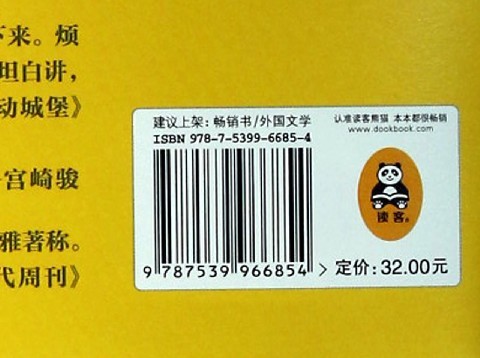 下来。烦
坦白讲，
动城堡》
宫崎骏
雅著称。
代周刊》
建议上架：畅销书/外国文学
ISBN 978-7-5399-6685-4
9 787539 966854 >
定价：32.00元
认准读客熊猫 本本都很畅销
www.dookbook.com
读客®